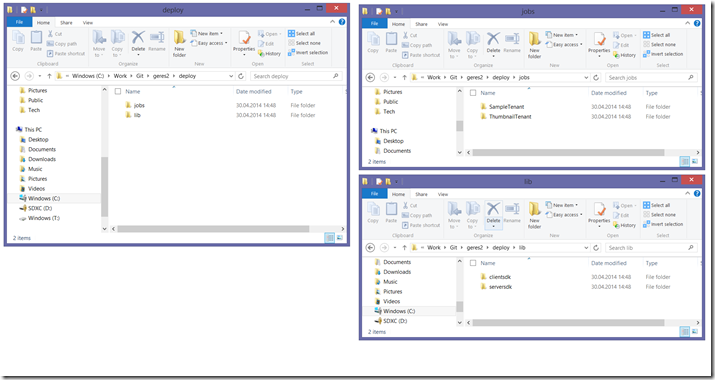 deploy
File Home Share View
Copy Paste Cut Copy path Paste shortcut Move to Copy to Delete Rename New folder New item Easy access Properties Open Edit History Select all Select none Invert selection
Clipboard Organize New Open Select
Windows (C:) Work Git geres2 deploy Search deploy
Pictures
Public
Tech
This PC
Desktop
Documents
Downloads
Music
Pictures
Videos
Windows (C:)
SDXC (D:)
Windows (T:)
Name Date modified Type
jobs 30.04.2014 14:48 File folder
lib 30.04.2014 14:48 File folder
2 items
jobs
File Home Share View
Copy Paste Cut Copy path Paste shortcut Move to Copy to Delete Rename New folder New item Easy access Properties Open Edit History Select all Select none Invert selection
Clipboard Organize New Open Select
Work Git geres2 deploy jobs Search jobs
Pictures
Public
Tech
This PC
Desktop
Documents
Name Date modified Type
SampleTenant 30.04.2014 14:48 File folder
ThumbnailTenant 30.04.2014 14:48 File folder
2 items
lib
File Home Share View
Copy Paste Cut Copy path Paste shortcut Move to Copy to Delete Rename New folder New item Easy access Properties Open Edit History Select all Select none Invert selection
Clipboard Organize New Open Select
Work Git geres2 deploy lib Search lib
Documents
Downloads
Music
Pictures
Videos
Windows (C:)
SDXC (D:)
Name Date modified Type
clientsdk 30.04.2014 14:48 File folder
serversdk 30.04.2014 14:48 File folder
2 items